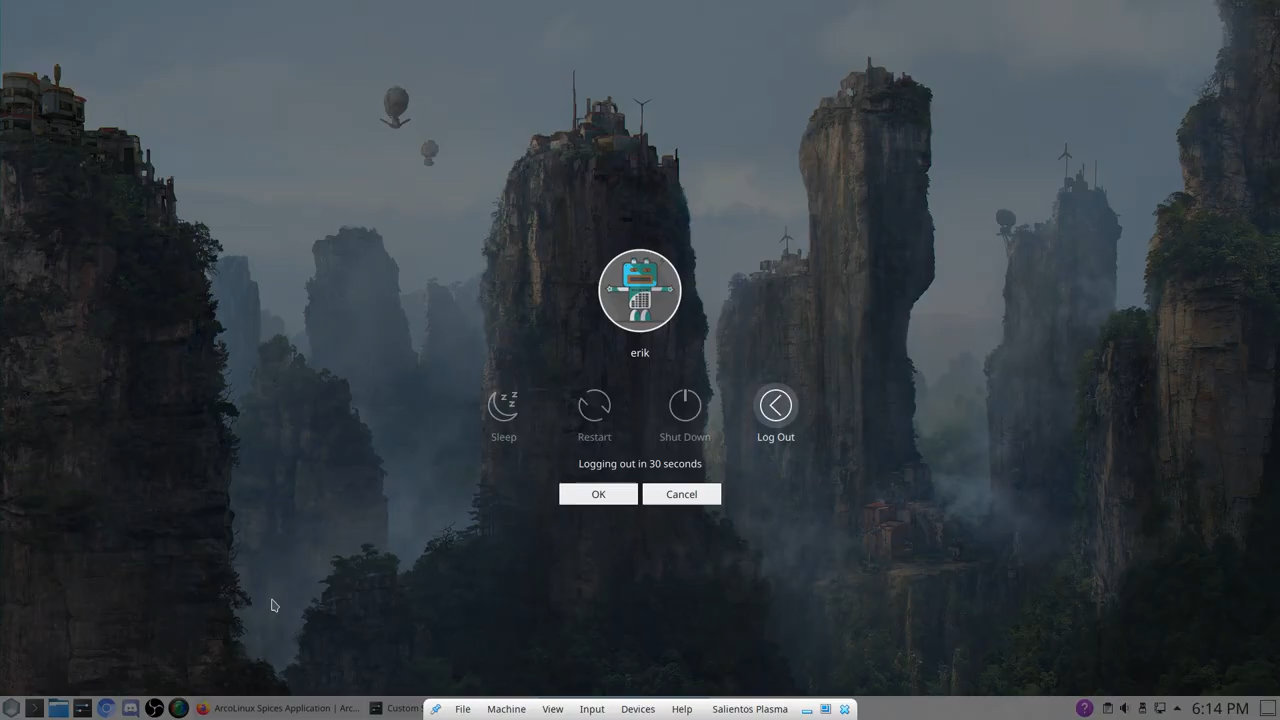 erik
Sleep
Restart
Shut Down
Log Out
Logging out in 30 seconds
OK
Cancel
ArcoLinux Spices Application | Arc...
Custom
File
Machine
View
Input
Devices
Help
Salientos Plasma
6:14 PM